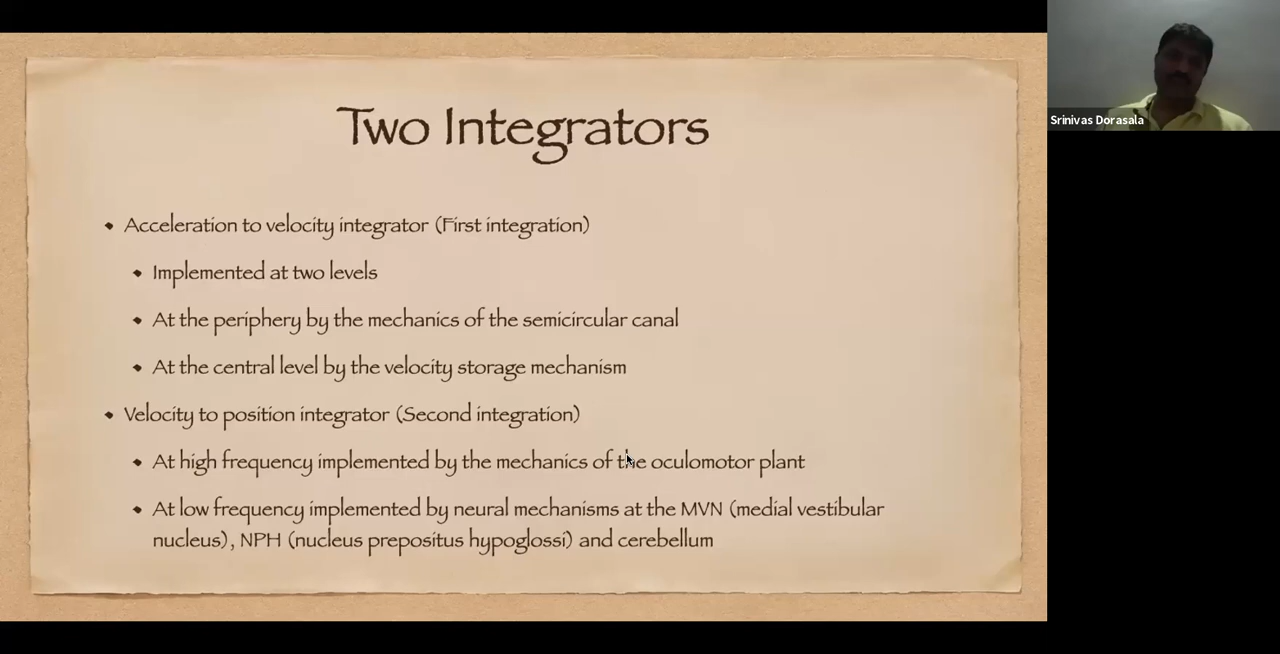 Two Integrators
Acceleration to velocity integrator (First integration)
Implemented at two levels
At the periphery by the mechanics of the semicircular canal
At the central level by the velocity storage mechanism
Velocity to position integrator (Second integration)
At high frequency implemented by the mechanics of the oculomotor plant
At low frequency implemented by neural mechanisms at the MVN (medial vestibular
nucleus), NPH (nucleus prepositus hypoglossi) and cerebellum
Srinivas Dorasala